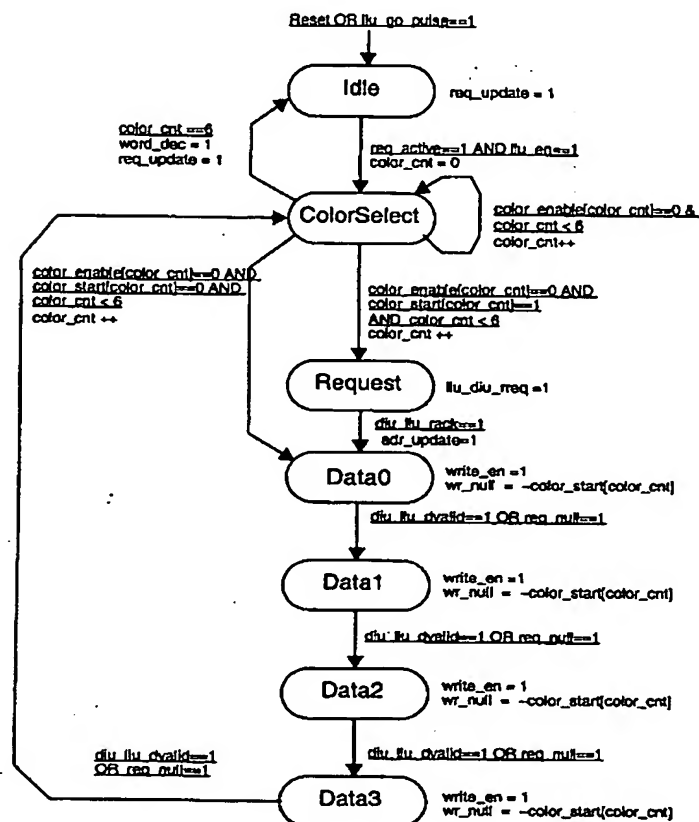 Reset OR llu_go_pulse==1
Idle
req_update = 1
color_cnt ==6
word_dec = 1
req_update = 1
req_active==1 AND llu_en==1
color_cnt = 0
ColorSelect
color_enable[color_cnt]==0 &
color_cnt < 6
color_cnt++
color_enable[color_cnt]==0 AND
color_start[color_cnt]==0 AND
color_cnt < 6
color_cnt ++
color_enable[color_cnt]==0 AND
color_start[color_cnt]==1
AND color_cnt < 6
color_cnt ++
Request
llu_diu_rreq =1
diu_llu_rack==1
adr_update=1
Data0
write_en =1
wr_null = ~color_start[color_cnt]
diu_llu_dvalid==1 OR req_null==1
Data1
write_en =1
wr_null = ~color_start[color_cnt]
diu_llu_dvalid==1 OR req_null==1
Data2
write_en = 1
wr_null = ~color_start[color_cnt]
diu_llu_dvalid==1
OR req_null==1
diu_llu_dvalid==1 OR req_null==1
Data3
write_en = 1
wr_null = ~color_start[color_cnt]